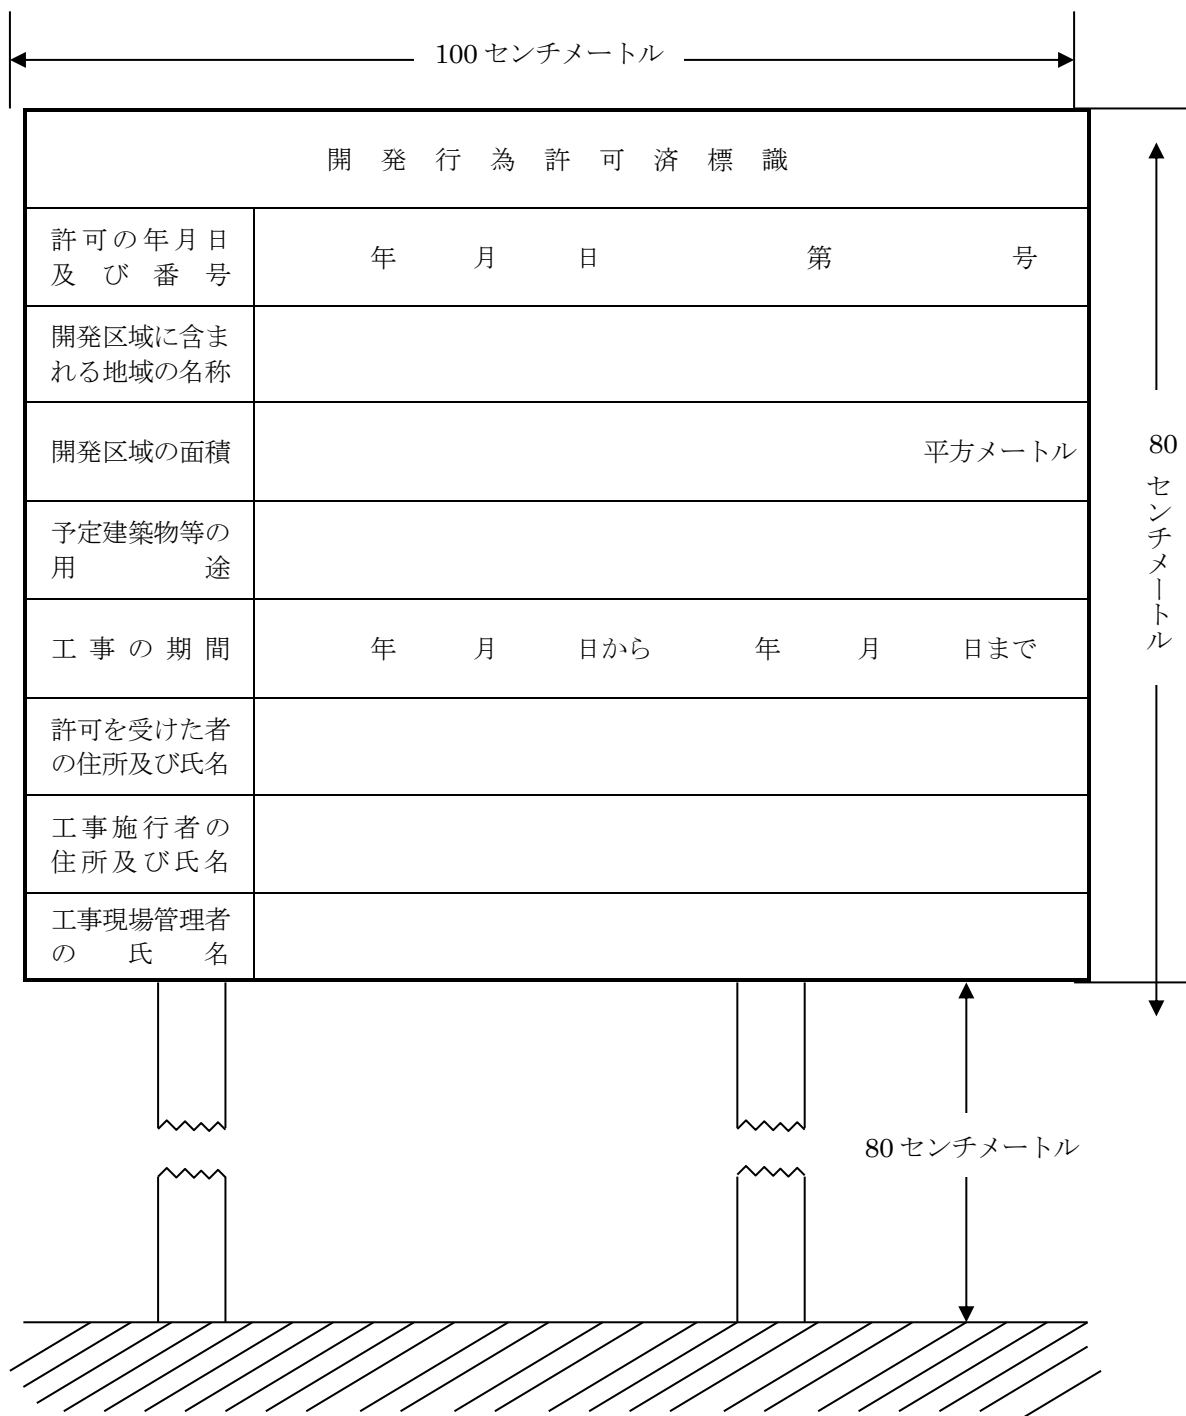 100 センチメートル
開発行為許可済標識
許可の年月日
及び番号
年 月 日 第 号
開発区域に含ま
れる地域の名称
開発区域の面積
平方メートル
予定建築物等の
用途
工事の期間
年 月 日から 年 月 日まで
許可を受けた者
の住所及び氏名
工事施行者の
住所及び氏名
工事現場管理者
の氏名
80
センチメートル
80 センチメートル